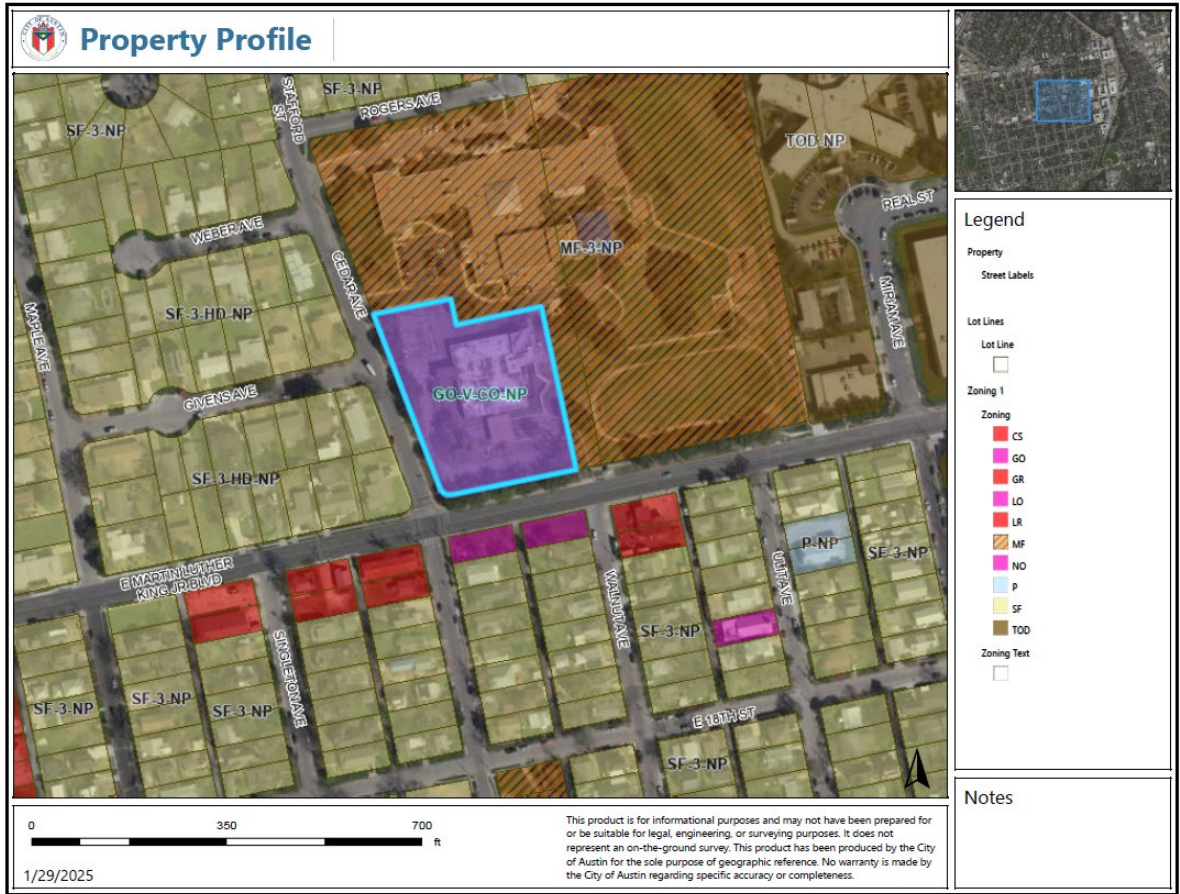 CITY OF AUSTIN
Property Profile
SF-3-NP
STAFFORD
ST
ROGERS AVE
SF-3-NP
TOD-NP
REAL ST
WEBER AVE
MF-3-NP
CEDAR AVE
MIRIAM AVE
MAPLE AVE
SF-3-HD-NP
GIVENS AVE
GO-V-CO-NP
SF-3-HD-NP
E MARTIN LUTHER
KING JR BLVD
P-NP
SF-3-NP
WALNUT AVE
ULIT AVE
SINGLETON AVE
SF-3-NP
SF-3-NP
SF-3-NP
SF-3-NP
E 18TH ST
SF-3-NP
Legend
Property
Street Labels
Lot Lines
Lot Line
Zoning 1
Zoning
CS
GO
GR
LO
LR
MF
NO
P
SF
TOD
Zoning Text
Notes
0 350 700
ft
1/29/2025
This product is for informational purposes and may not have been prepared for
or be suitable for legal, engineering, or surveying purposes. It does not
represent an on-the-ground survey. This product has been produced by the City
of Austin for the sole purpose of geographic reference. No warranty is made by
the City of Austin regarding specific accuracy or completeness.